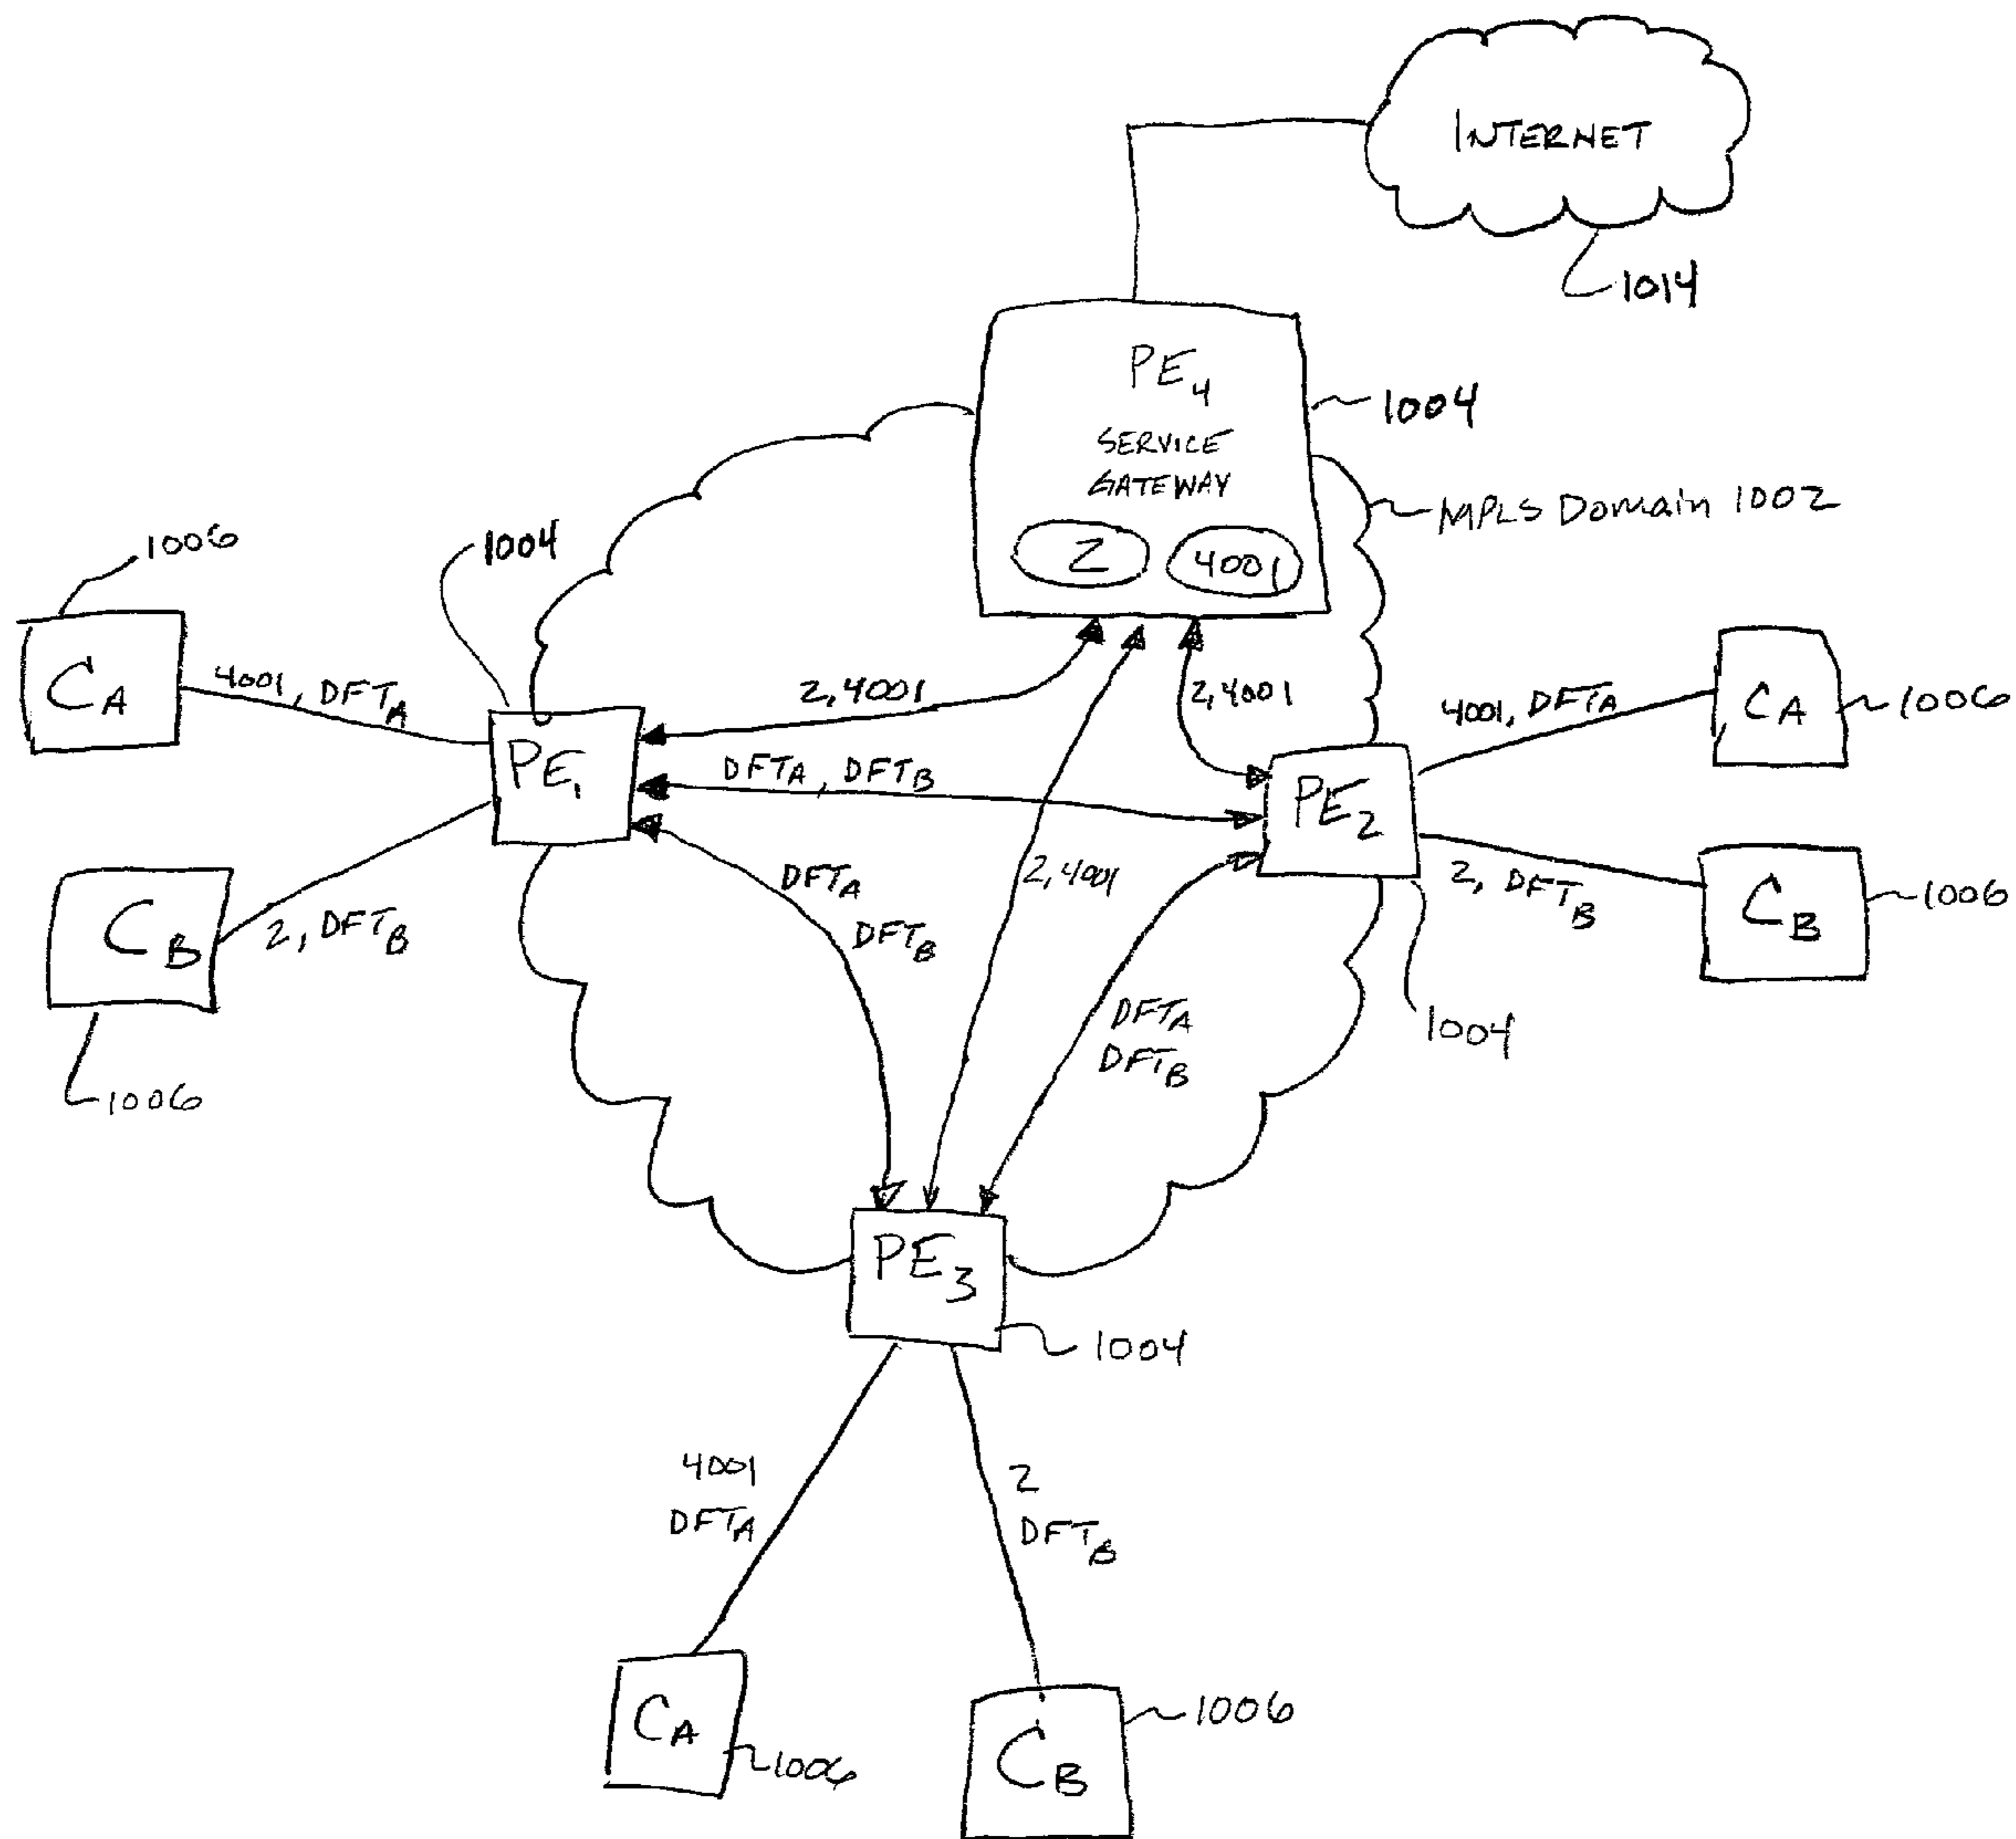 INTERNET
1014
PE4
SERVICE
GATEWAY
2 4001
1004
MPLS Domain 1002
1006
1004
CA
4001, DFTA
PE1
2,4001
2,4001
DFTA, DFTB
PE2
4001, DFTA
CA
1006
CB
2, DFTB
1006
DFTA
DFTB
2,4001
DFTA
DFTB
2, DFTB
CB
1006
1004
PE3
1004
4001
DFTA
2
DFTB
CA
1006
CB
1006